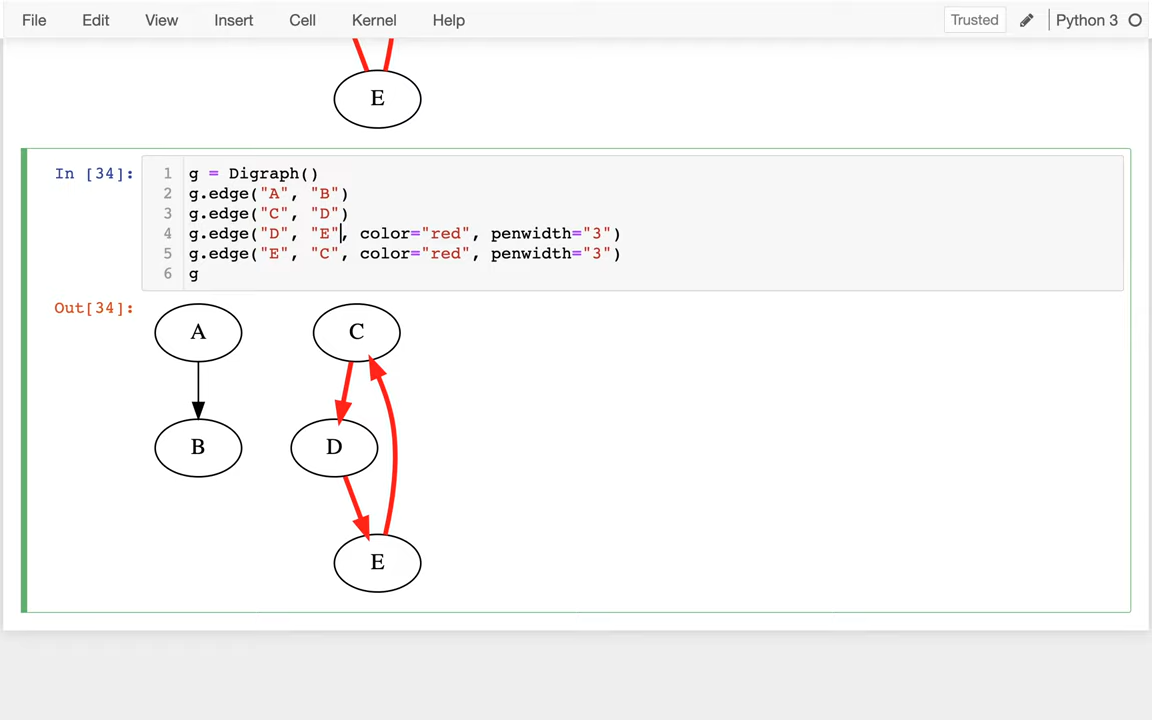 File Edit View Insert Cell Kernel Help Trusted Python 3
E
In [34]:
1 g = Digraph()
2 g.edge("A", "B")
3 g.edge("C", "D")
4 g.edge("D", "E", color="red", penwidth="3")
5 g.edge("E", "C", color="red", penwidth="3")
6 g
Out[34]:
A C
B D
E